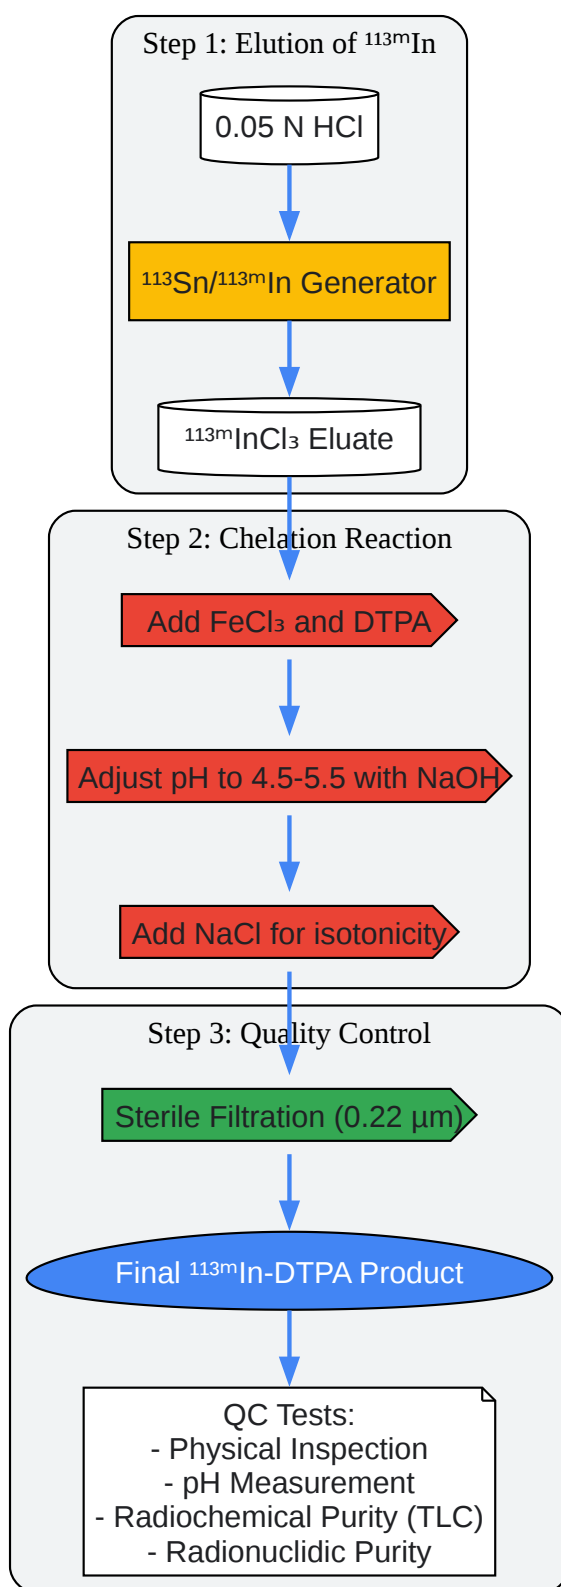 Step 1: Elution of ¹¹³ᵐIn
0.05 N HCl
¹¹³Sn/¹¹³ᵐIn Generator
¹¹³ᵐInCl₃ Eluate
Step 2: Chelation Reaction
Add FeCl₃ and DTPA
Adjust pH to 4.5-5.5 with NaOH
Add NaCl for isotonicity
Step 3: Quality Control
Sterile Filtration (0.22 µm)
Final ¹¹³ᵐIn-DTPA Product
QC Tests:
- Physical Inspection
- pH Measurement
- Radiochemical Purity (TLC)
- Radionuclidic Purity